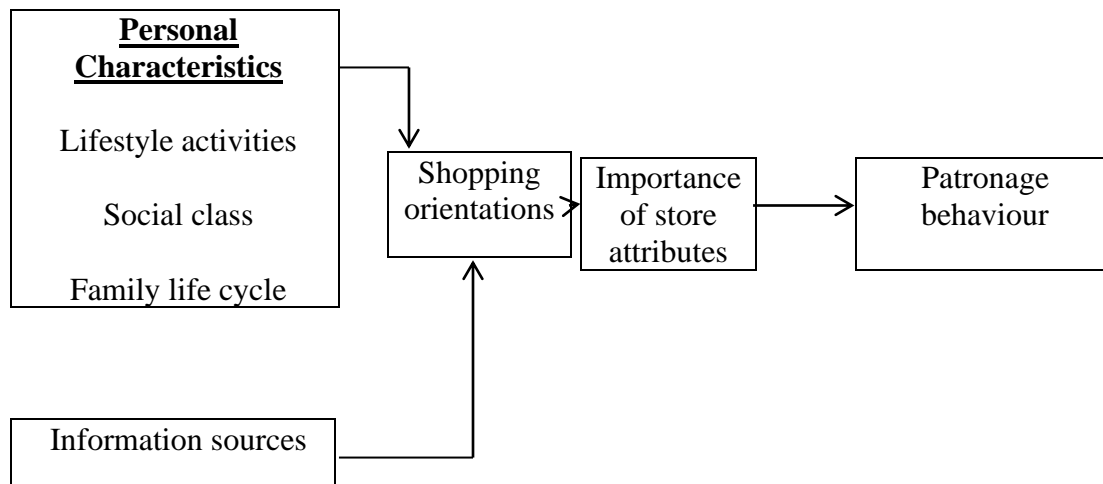 Personal
Characteristics
Lifestyle activities
Social class
Family life cycle
Shopping
orientations
Importance
of store
attributes
Patronage
behaviour
Information sources